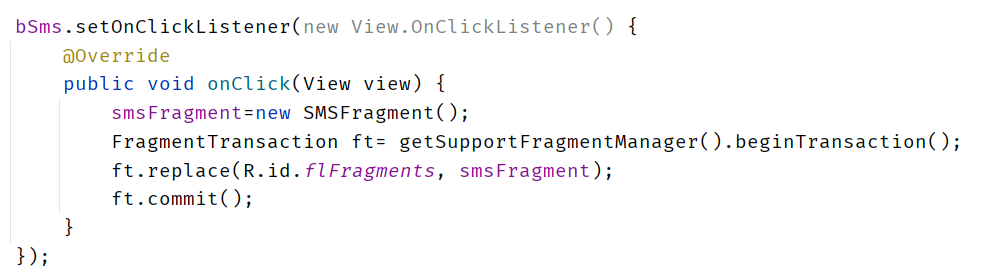 bSms.setOnClickListener(new View.OnClickListener() {
    @Override
    public void onClick(View view) {
        smsFragment=new SMSFragment();
        FragmentTransaction ft= getSupportFragmentManager().beginTransaction();
        ft.replace(R.id.flFragments, smsFragment);
        ft.commit();
    }
});